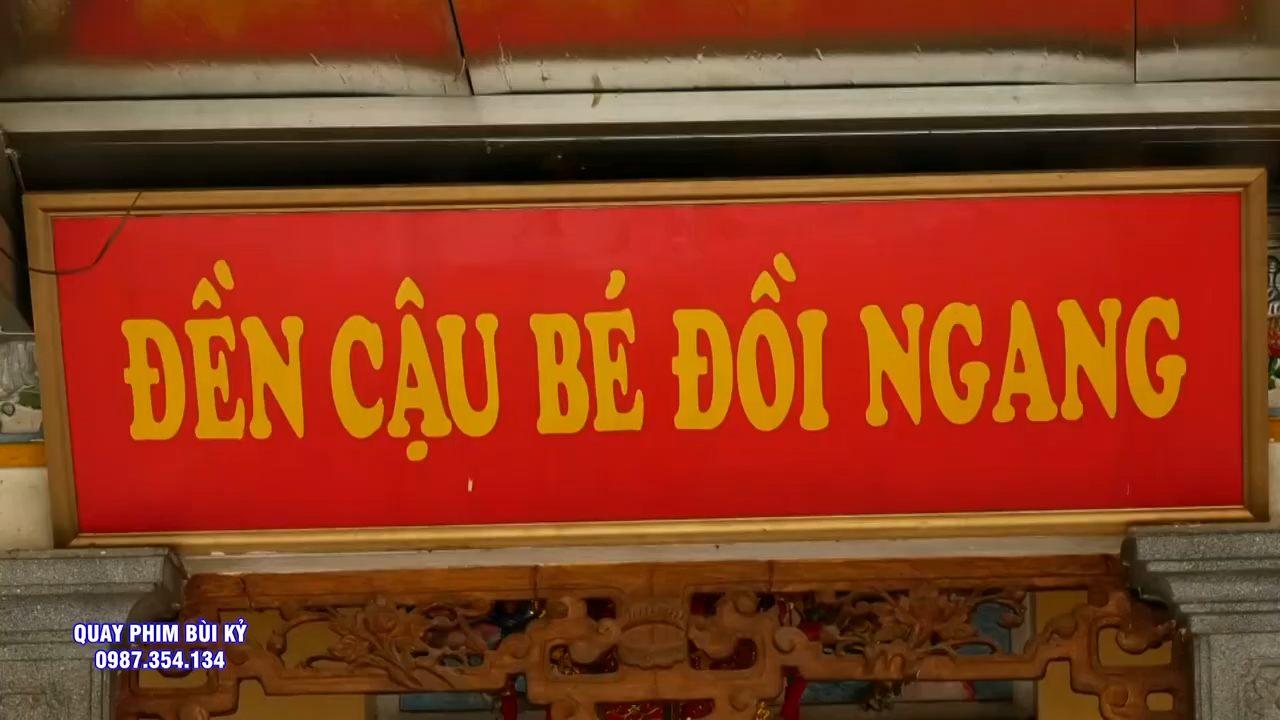 ĐỀN CẬU BÉ ĐỒI NGANG
QUAY PHIM BÙI KỶ
0987.354.134